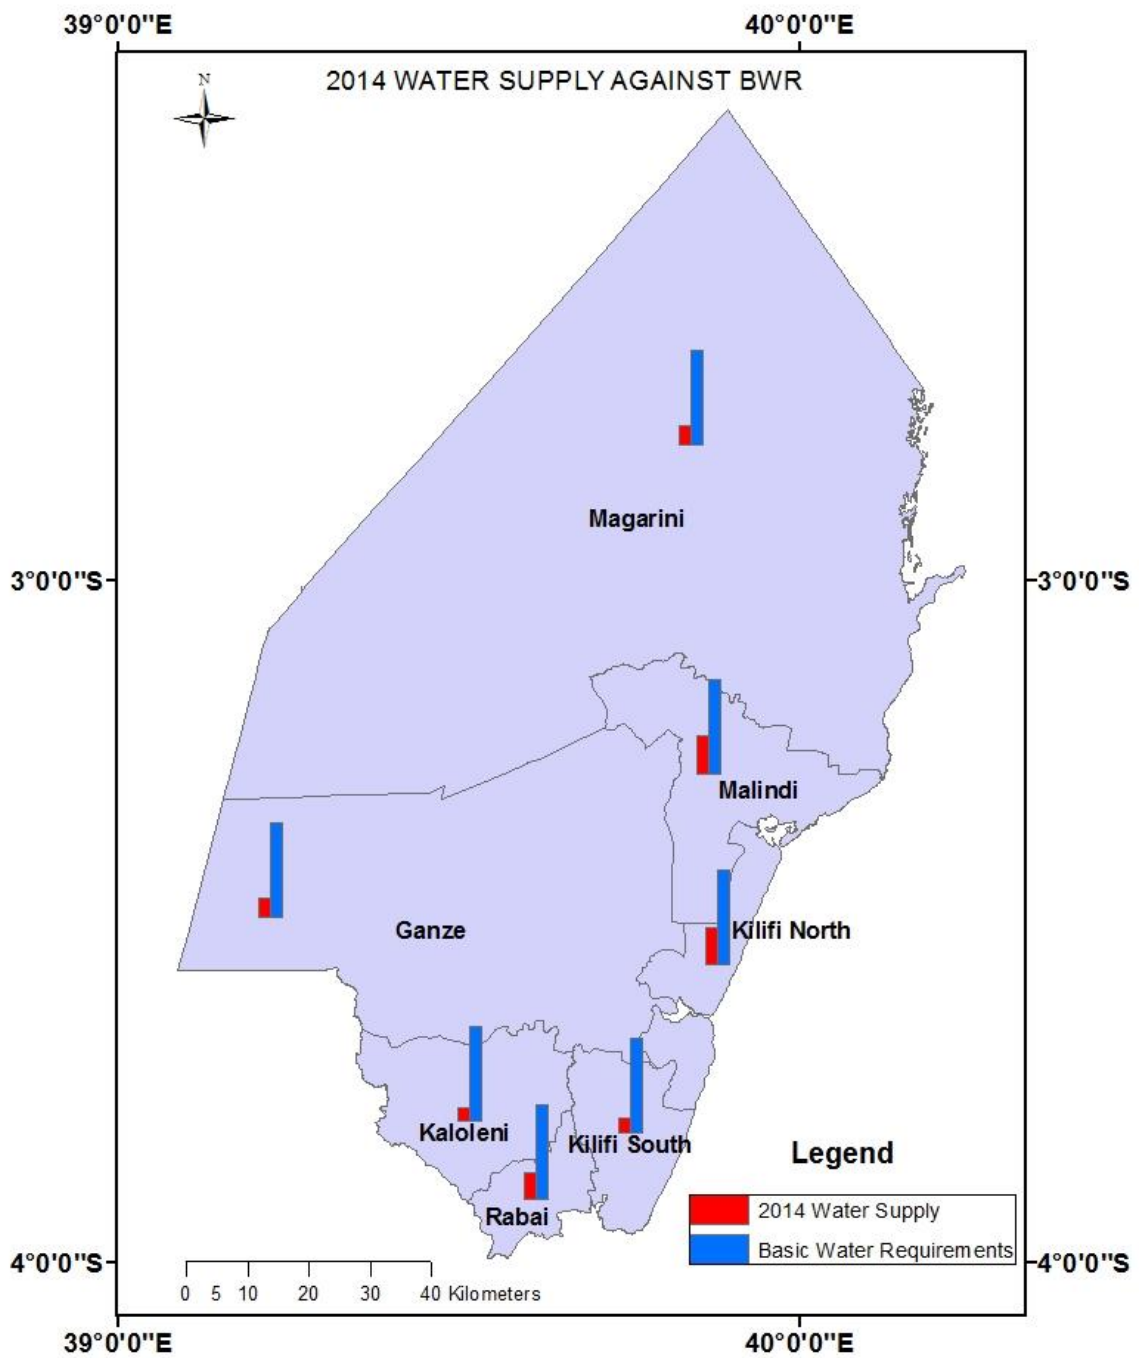 39°0'0"E 40°0'0"E
N
2014 WATER SUPPLY AGAINST BWR
Magarini
3°0'0"S 3°0'0"S
Malindi
Ganze
Kilifi North
Kaloleni
Kilifi South
Rabai
Legend
2014 Water Supply
Basic Water Requirements
4°0'0"S 4°0'0"S
0 5 10 20 30 40 Kilometers
39°0'0"E 40°0'0"E